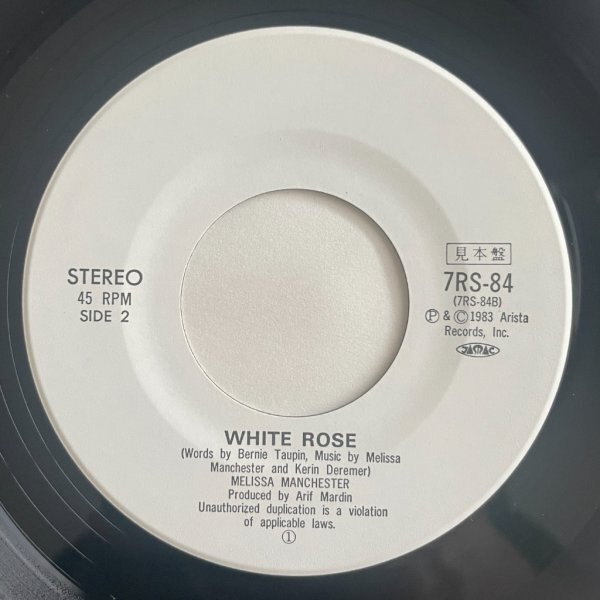 STEREO
45 RPM
SIDE 2
見本盤
7RS-84
(7RS-84B)
Ⓟ & Ⓒ1983 Arista
Records, Inc.
JASRAC
WHITE ROSE
(Words by Bernie Taupin, Music by Melissa
Manchester and Kerin Deremer)
MELISSA MANCHESTER
Produced by Arif Mardin
Unauthorized duplication is a violation
of applicable laws.
①